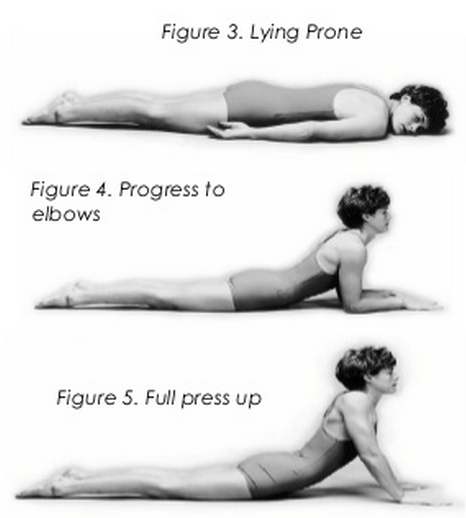 Figure 3. Lying Prone
Figure 4. Progress to
elbows
Figure 5. Full press up